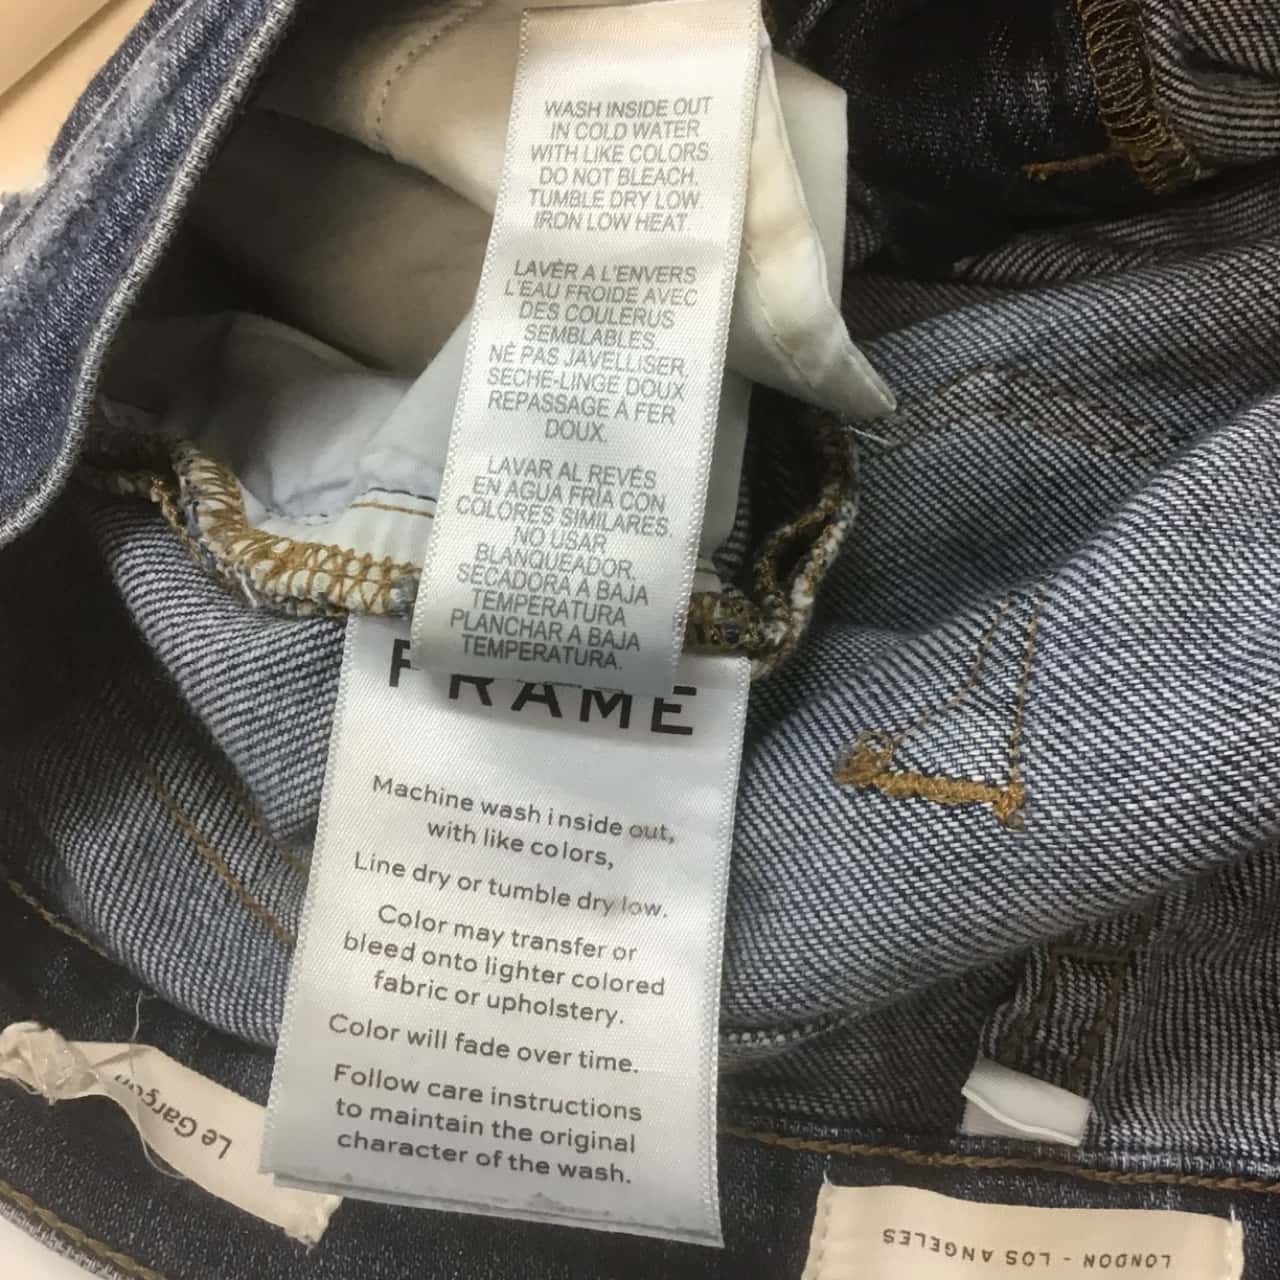 WASH INSIDE OUT
IN COLD WATER
WITH LIKE COLORS.
DO NOT BLEACH.
TUMBLE DRY LOW.
IRON LOW HEAT.
LAVÈR A L'ENVERS
L'EAU FROIDE AVEC
DES COULERUS
SEMBLABLES.
NÈ PAS JAVELLISER.
SECHE-LINGE DOUX
REPASSAGE À FER
DOUX.
LAVAR AL REVÉS
EN AGUA FRÍA CON
COLORES SIMILARES.
NO USAR
BLANQUEADOR.
SECADORA A BAJA
TEMPERATURA
PLANCHAR A BAJA
TEMPERATURA.
FRAME
Machine wash inside out,
with like colors,
Line dry or tumble dry low.
Color may transfer or
bleed onto lighter colored
fabric or upholstery.
Color will fade over time.
Follow care instructions
to maintain the original
character of the wash.
Le Garçon
LONDON - LOS ANGELES